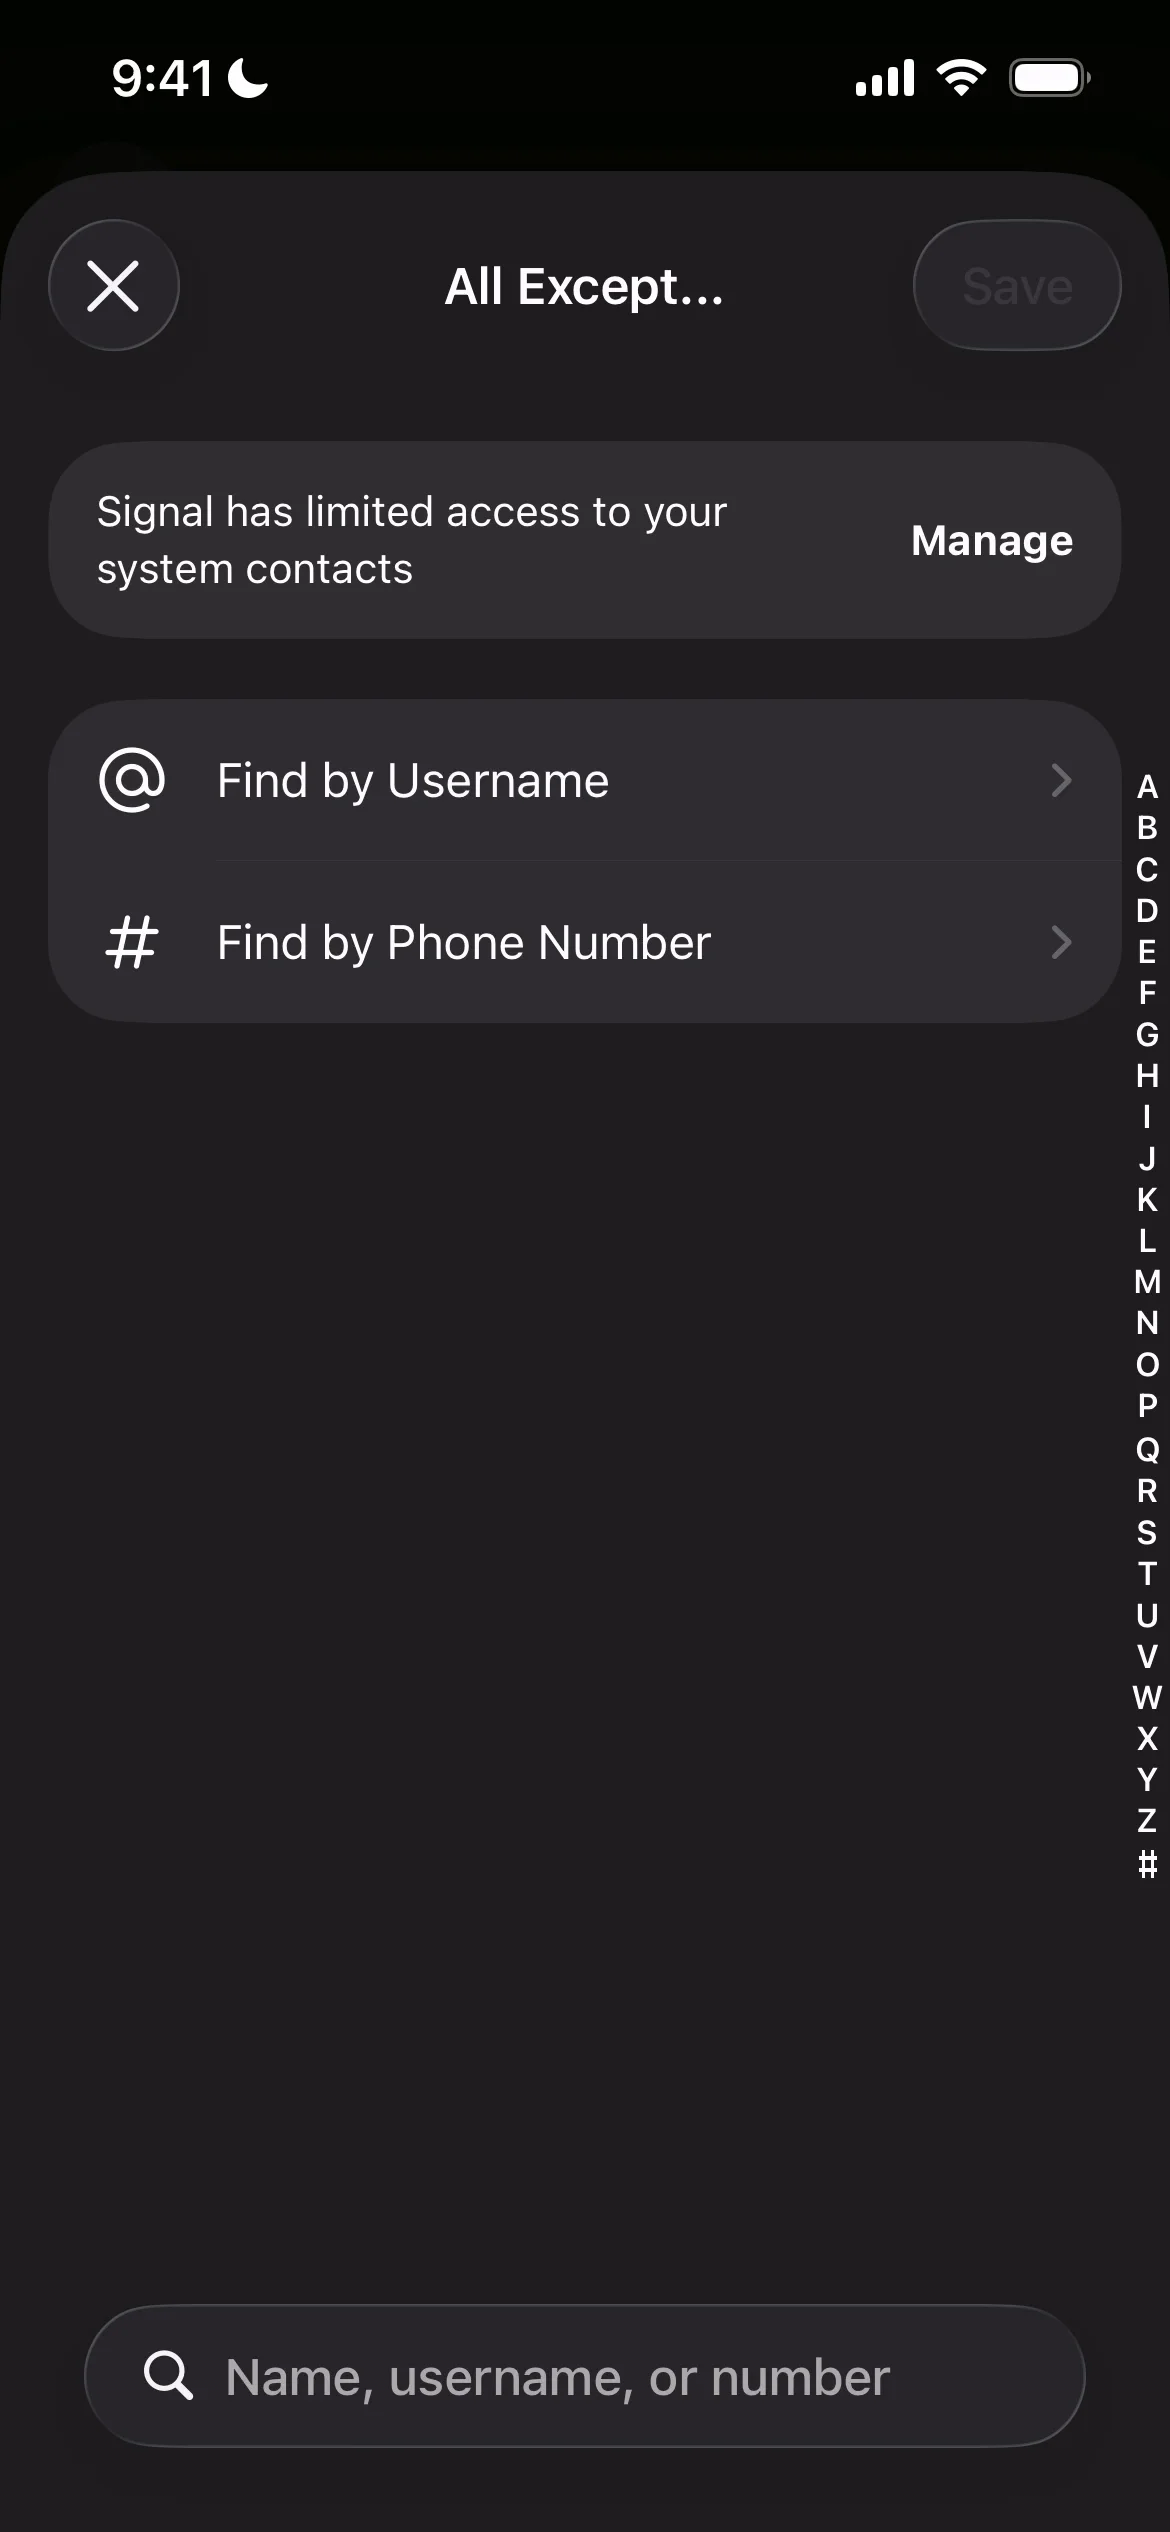 9:41
All Except...
Save
Signal has limited access to your
system contacts
Manage
Find by Username
Find by Phone Number
A
B
C
D
E
F
G
H
I
J
K
L
M
N
O
P
Q
R
S
T
U
V
W
X
Y
Z
#
Name, username, or number